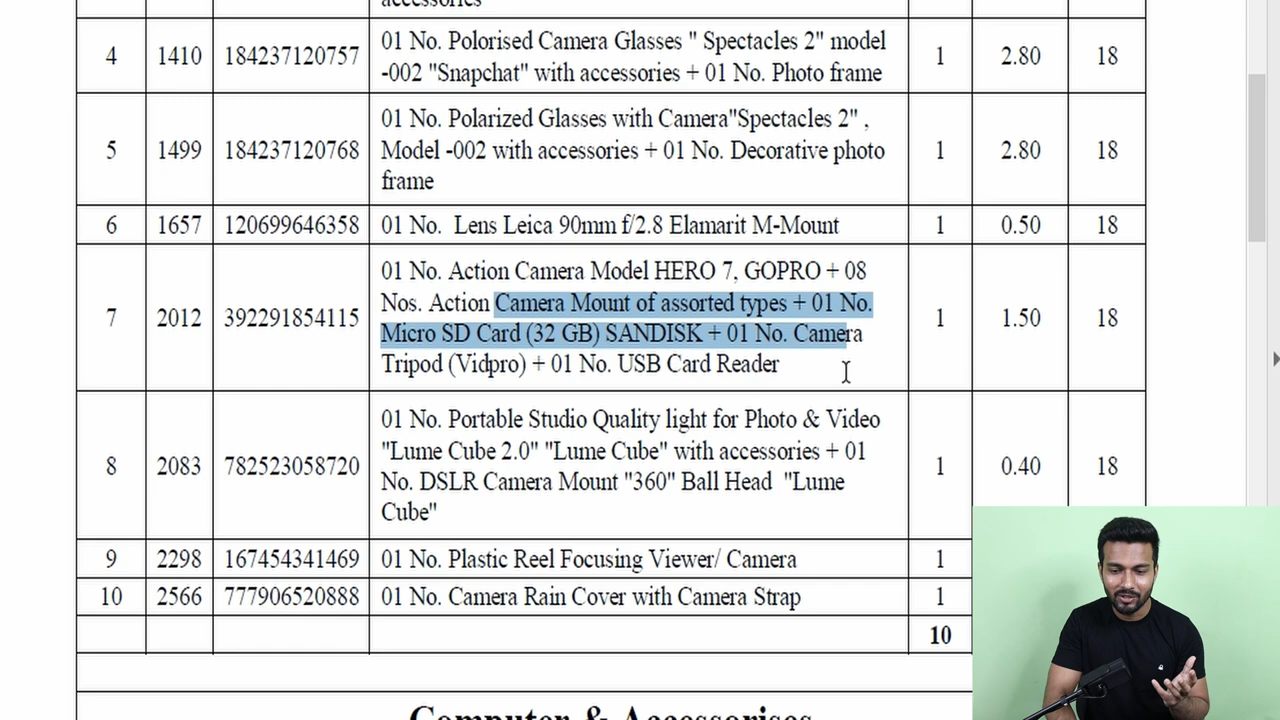 accessories
4 1410 184237120757 01 No. Polorised Camera Glasses " Spectacles 2" model 1 2.80 18
-002 "Snapchat" with accessories + 01 No. Photo frame
01 No. Polarized Glasses with Camera"Spectacles 2" ,
5 1499 184237120768 Model -002 with accessories + 01 No. Decorative photo 1 2.80 18
frame
6 1657 120699646358 01 No. Lens Leica 90mm f/2.8 Elamarit M-Mount 1 0.50 18
01 No. Action Camera Model HERO 7, GOPRO + 08
Nos. Action Camera Mount of assorted types + 01 No.
7 2012 392291854115 Micro SD Card (32 GB) SANDISK + 01 No. Camera 1 1.50 18
Tripod (Vidpro) + 01 No. USB Card Reader
01 No. Portable Studio Quality light for Photo & Video
"Lume Cube 2.0" "Lume Cube" with accessories + 01
8 2083 782523058720 No. DSLR Camera Mount "360" Ball Head "Lume 1 0.40 18
Cube"
9 2298 167454341469 01 No. Plastic Reel Focusing Viewer/ Camera 1
10 2566 777906520888 01 No. Camera Rain Cover with Camera Strap 1
10
Computer & Accessorises